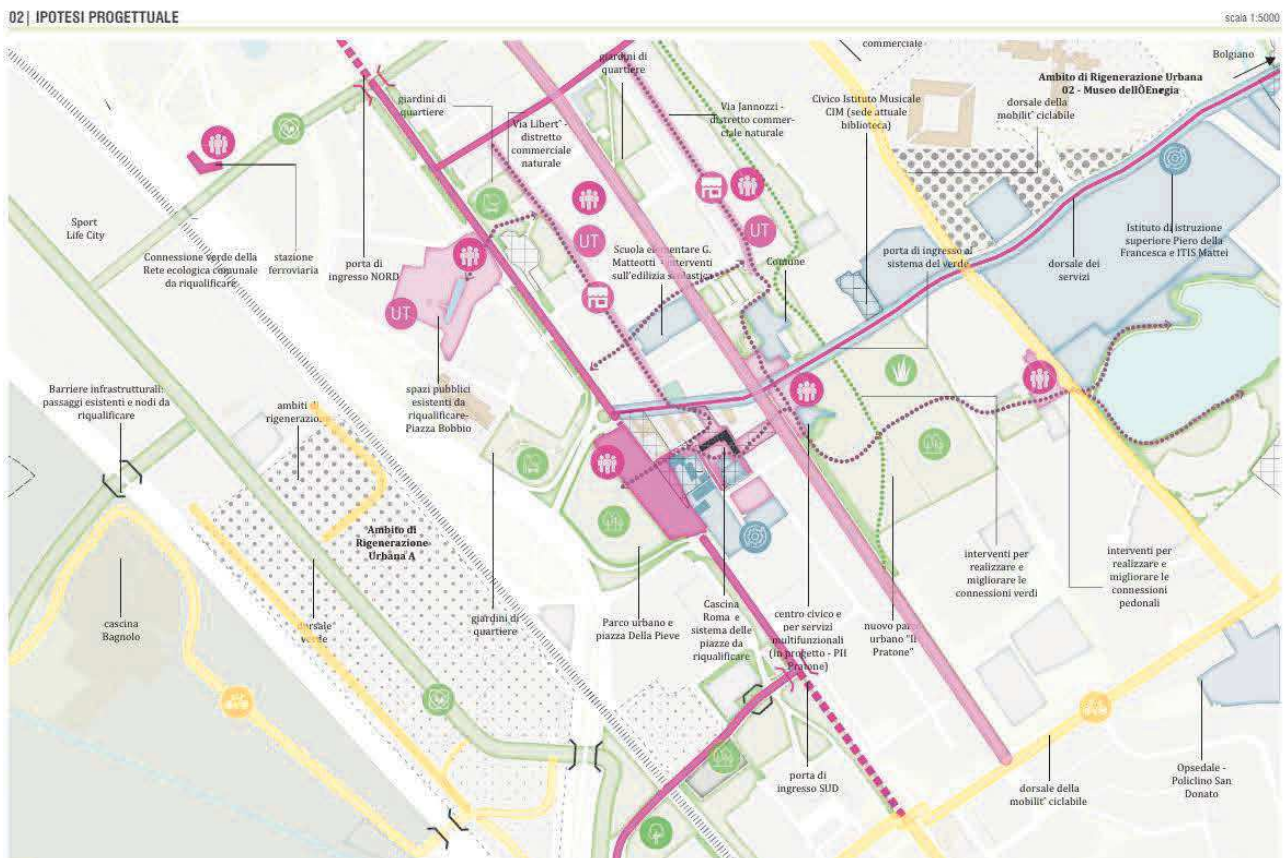 02| IPOTESI PROGETTUALE
scala 1:5000
commerciale
Bolgiano
giardini di
quartiere
Ambito di Rigenerazione Urbana
02 - Museo dellÕEnegia
giardini di
quartiere
Via Libert` -
distretto
commerciale
naturale
Via Jannozzi -
distretto commer-
ciale naturale
Civico Istituto Musicale
CIM (sede attuale
biblioteca)
dorsale della
mobilit` ciclabile
Sport
Life City
Connessione verde della
Rete ecologica comunale
da riqualificare
stazione
ferroviaria
porta di
ingresso NORD
UT
UT
UT
Scuola elementare G.
Matteotti - interventi
sull'edilizia scolastica
Comune
porta di ingresso al
sistema del verde
dorsale dei
servizi
Istituto di istruzione
superiore Piero della
Francesca e ITIS Mattei
Barriere infrastrutturali:
passaggi esistenti e nodi da
riqualificare
ambiti di
rigenerazione
spazi pubblici
esistenti da
riqualificare-
Piazza Bobbio
Ambito di
Rigenerazione
Urbana A
cascina
Bagnolo
dorsale
verde
giardini di
quartiere
Parco urbano e
piazza Della Pieve
Cascina
Roma e
sistema delle
piazze da
riqualificare
centro civico e
per servizi
multifunzionali
(in progetto - PII
Pratone)
nuovo parco
urbano "Il
Pratone"
interventi per
realizzare e
migliorare le
connessioni verdi
interventi per
realizzare e
migliorare le
connessioni
pedonali
porta di
ingresso SUD
dorsale della
mobilit` ciclabile
Opsedale -
Policlino San
Donato